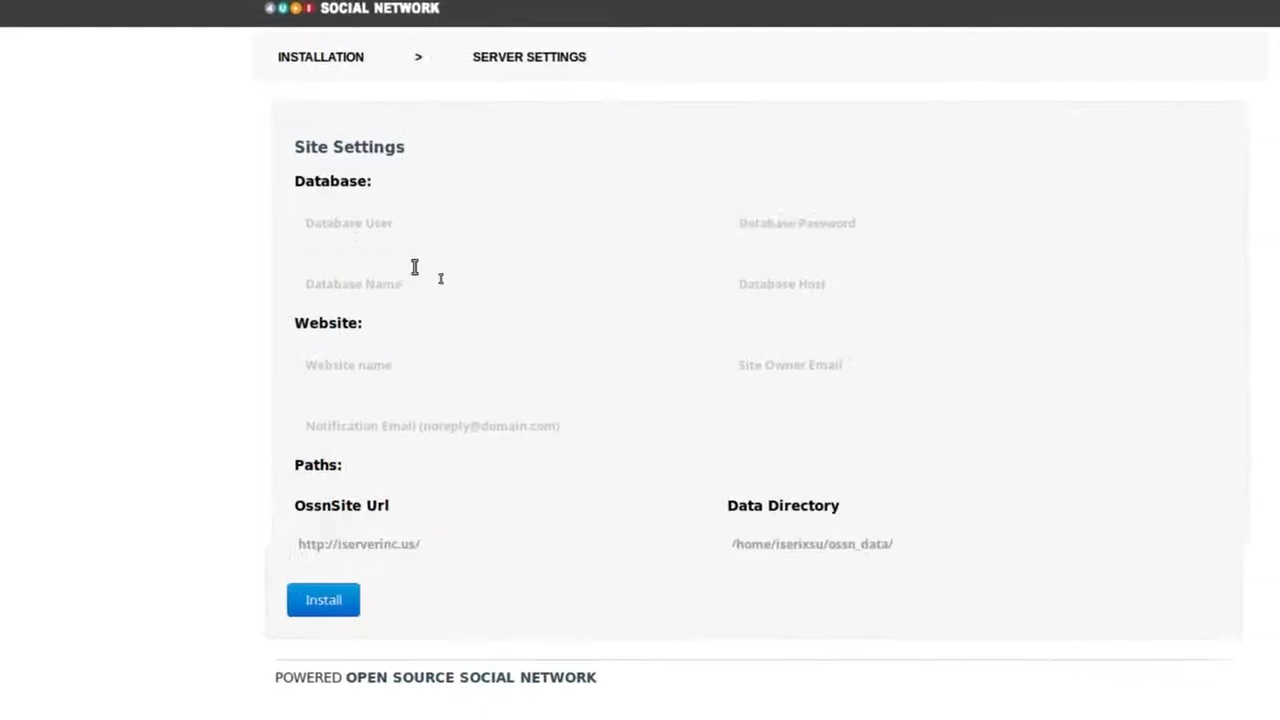 SOCIAL NETWORK
INSTALLATION > SERVER SETTINGS
Site Settings
Database:
Database User Database Password
Database Name Database Host
Website:
Website name Site Owner Email
Notification Email (noreply@domain.com)
Paths:
OssnSite Url Data Directory
http://iserverinc.us/ /home/iserixsu/ossn_data/
Install
POWERED OPEN SOURCE SOCIAL NETWORK